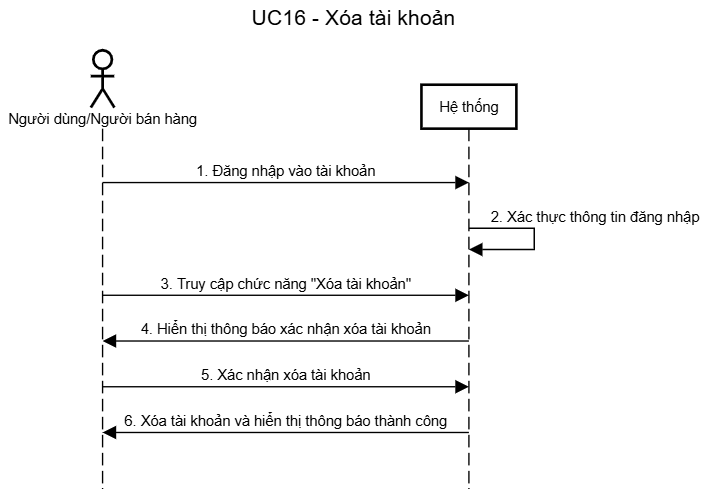 UC16 - Xóa tài khoản
Người dùng/Người bán hàng
Hệ thống
1. Đăng nhập vào tài khoản
2. Xác thực thông tin đăng nhập
3. Truy cập chức năng "Xóa tài khoản"
4. Hiển thị thông báo xác nhận xóa tài khoản
5. Xác nhận xóa tài khoản
6. Xóa tài khoản và hiển thị thông báo thành công